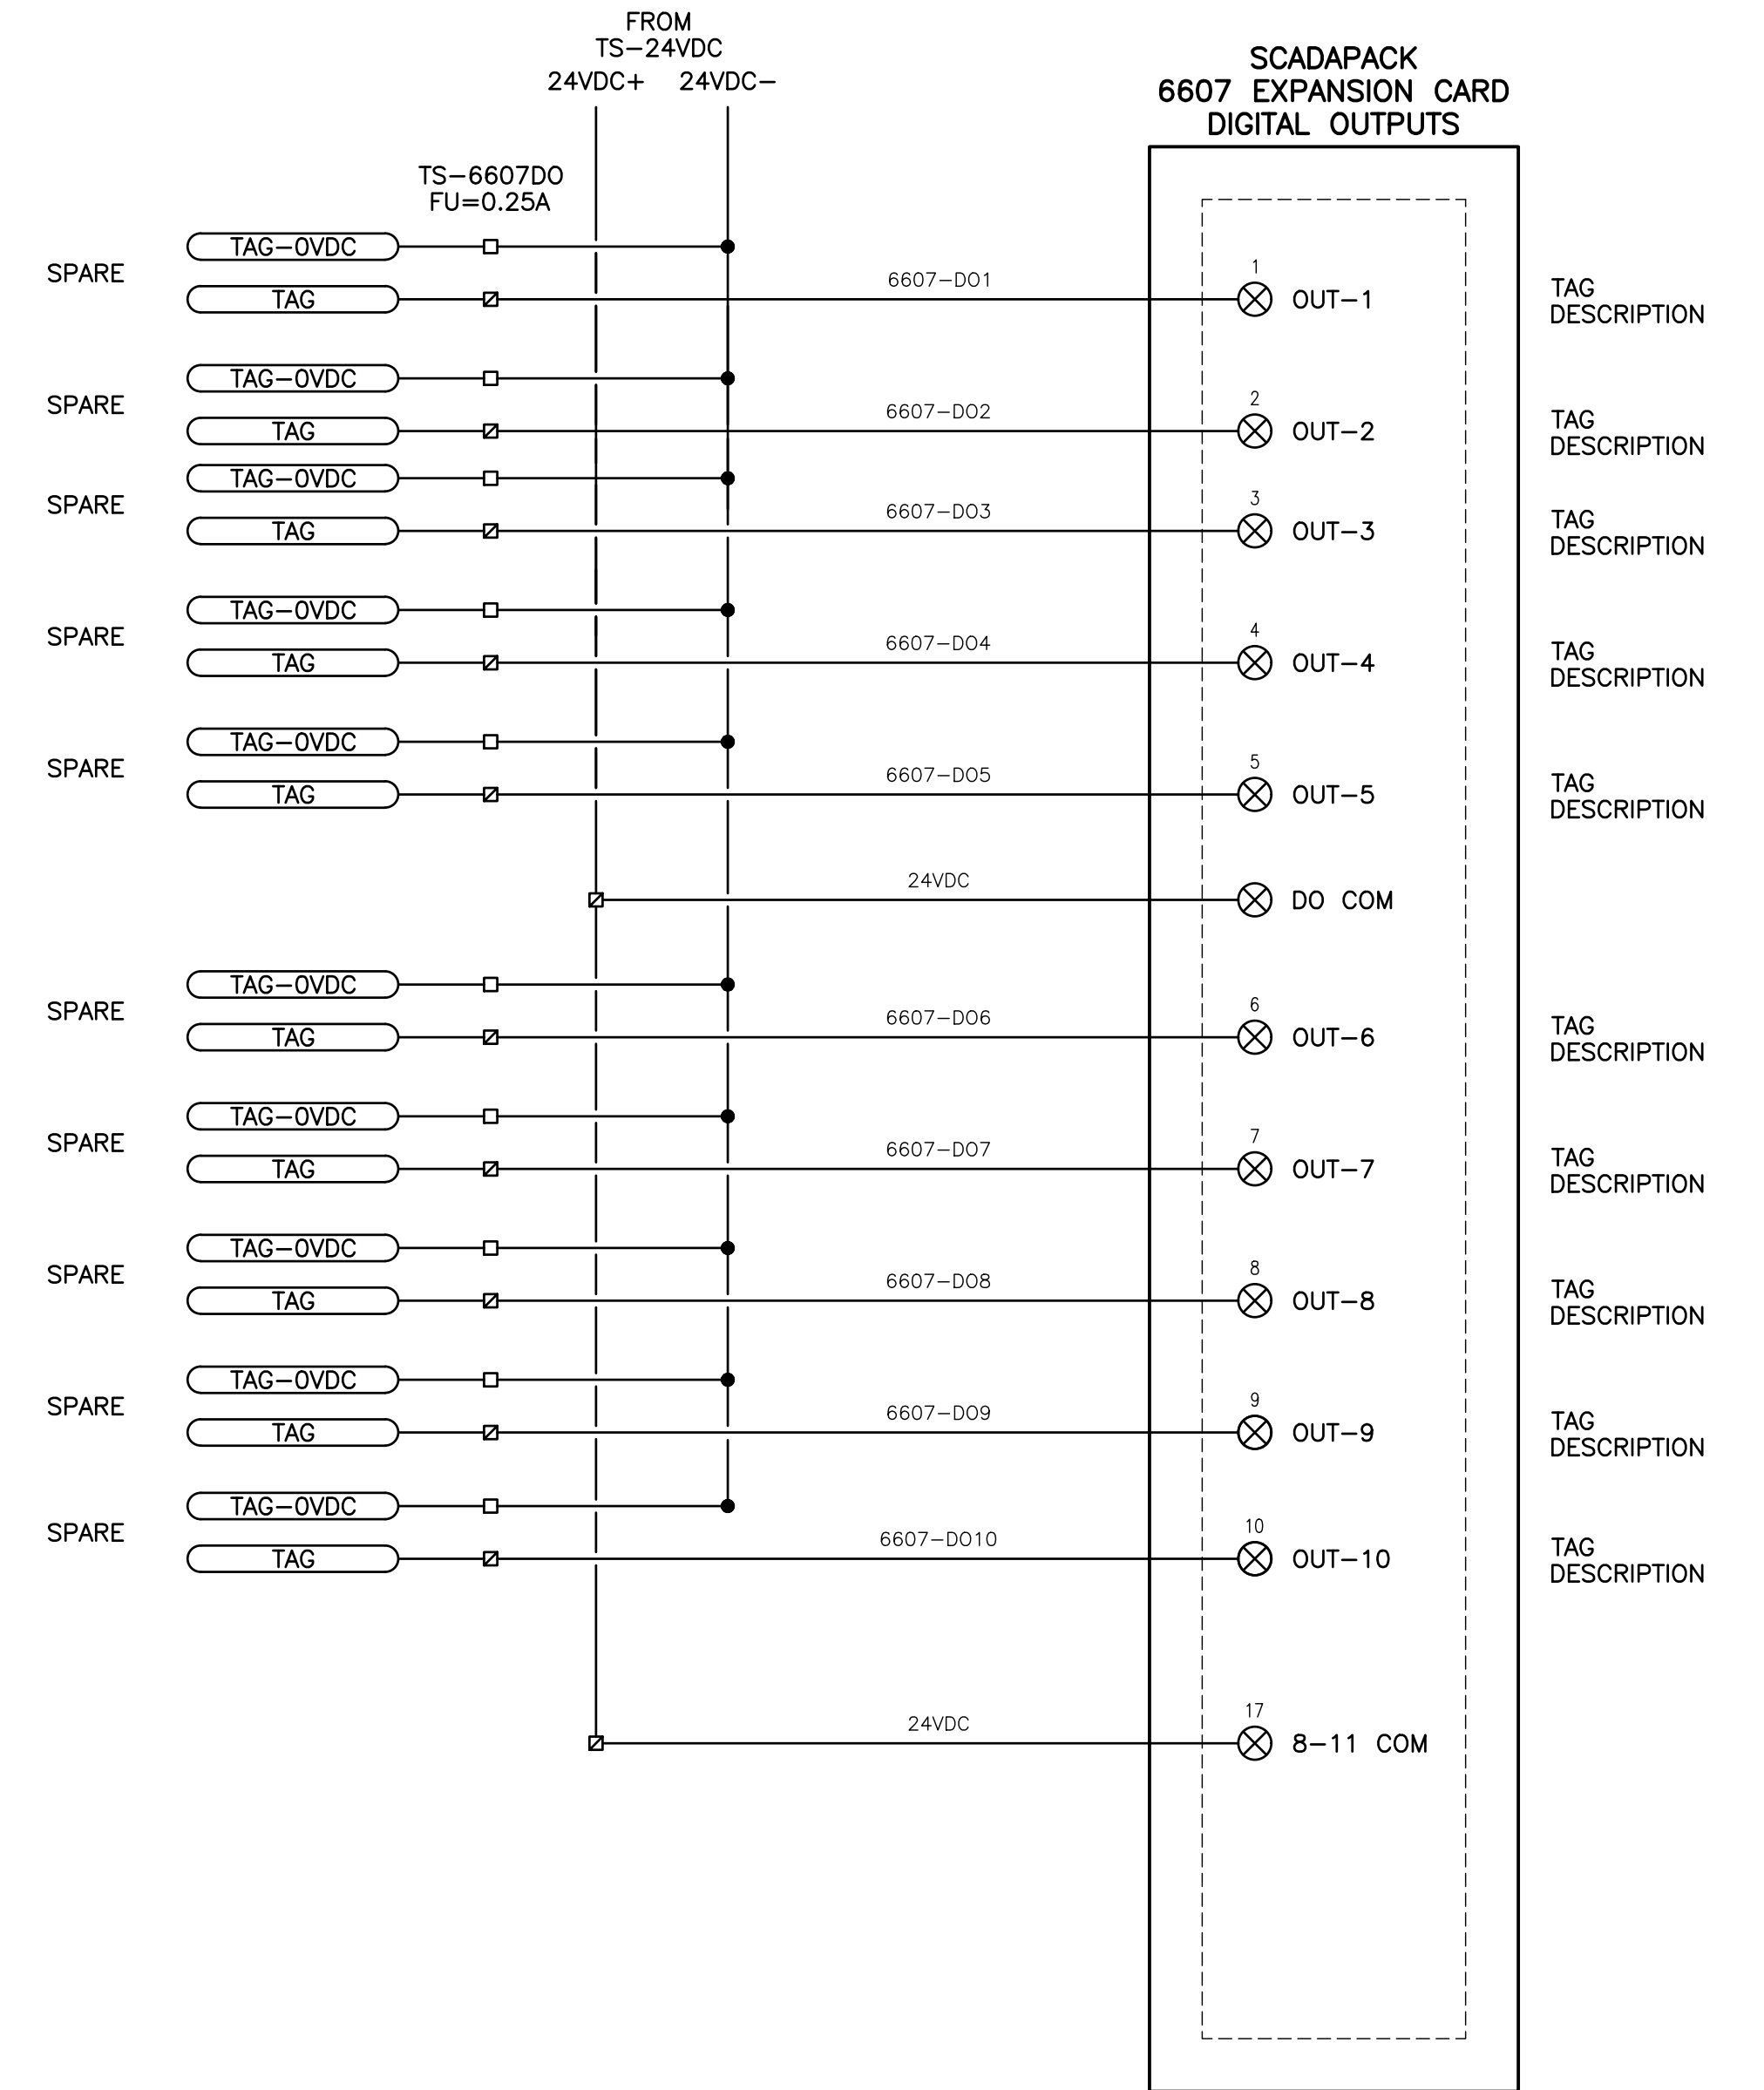 FROM
TS-24VDC
24VDC+ 24VDC-
SCADAPACK
6607 EXPANSION CARD
DIGITAL OUTPUTS
TS-6607DO
FU=0.25A
TAG-0VDC
SPARE
TAG
6607-DO1
1
OUT-1
TAG
DESCRIPTION
TAG-0VDC
SPARE
TAG
6607-DO2
2
OUT-2
TAG
DESCRIPTION
TAG-0VDC
SPARE
TAG
6607-DO3
3
OUT-3
TAG
DESCRIPTION
TAG-0VDC
SPARE
TAG
6607-DO4
4
OUT-4
TAG
DESCRIPTION
TAG-0VDC
SPARE
TAG
6607-DO5
5
OUT-5
TAG
DESCRIPTION
24VDC
DO COM
TAG-0VDC
SPARE
TAG
6607-DO6
6
OUT-6
TAG
DESCRIPTION
TAG-0VDC
SPARE
TAG
6607-DO7
7
OUT-7
TAG
DESCRIPTION
TAG-0VDC
SPARE
TAG
6607-DO8
8
OUT-8
TAG
DESCRIPTION
TAG-0VDC
SPARE
TAG
6607-DO9
9
OUT-9
TAG
DESCRIPTION
TAG-0VDC
SPARE
TAG
6607-DO10
10
OUT-10
TAG
DESCRIPTION
24VDC
17
8-11 COM